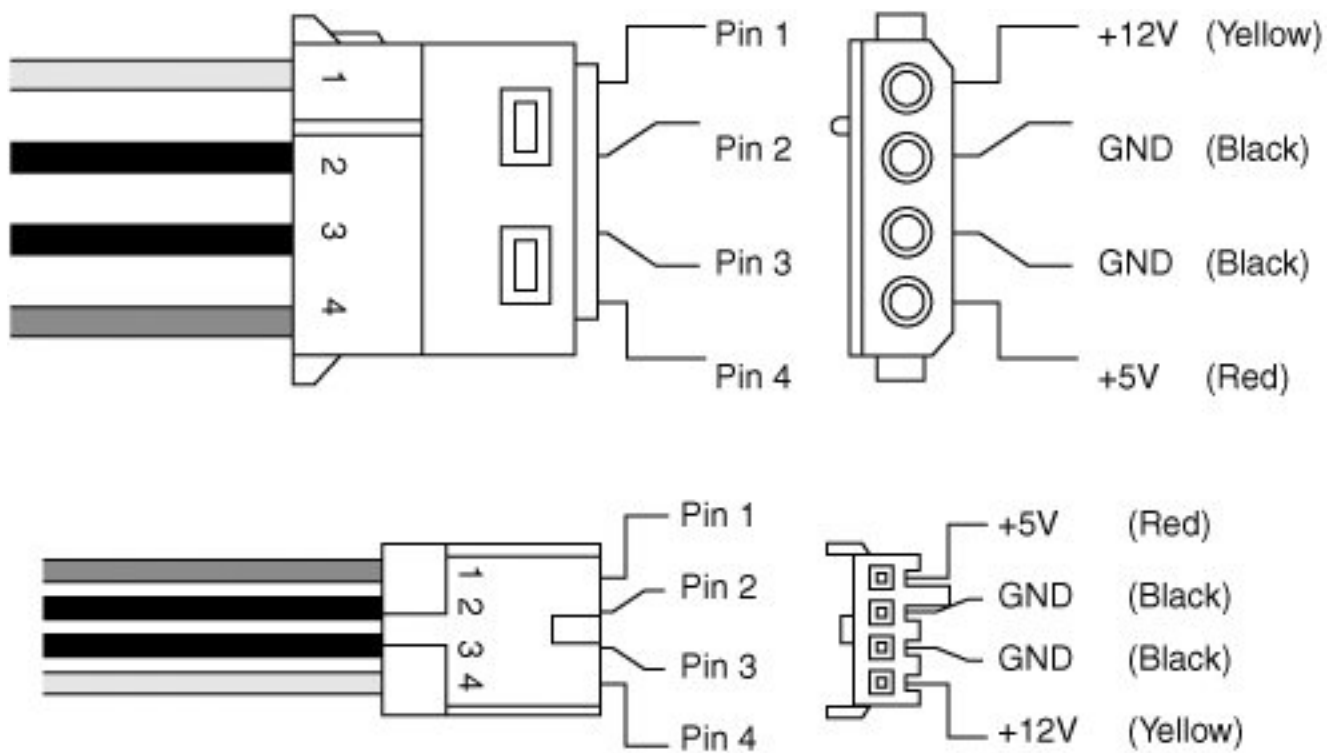 1 Pin 1 +12V (Yellow)
2 Pin 2 GND (Black)
3 Pin 3 GND (Black)
4 Pin 4 +5V (Red)
1 Pin 1 +5V (Red)
2 Pin 2 GND (Black)
3 Pin 3 GND (Black)
4 Pin 4 +12V (Yellow)